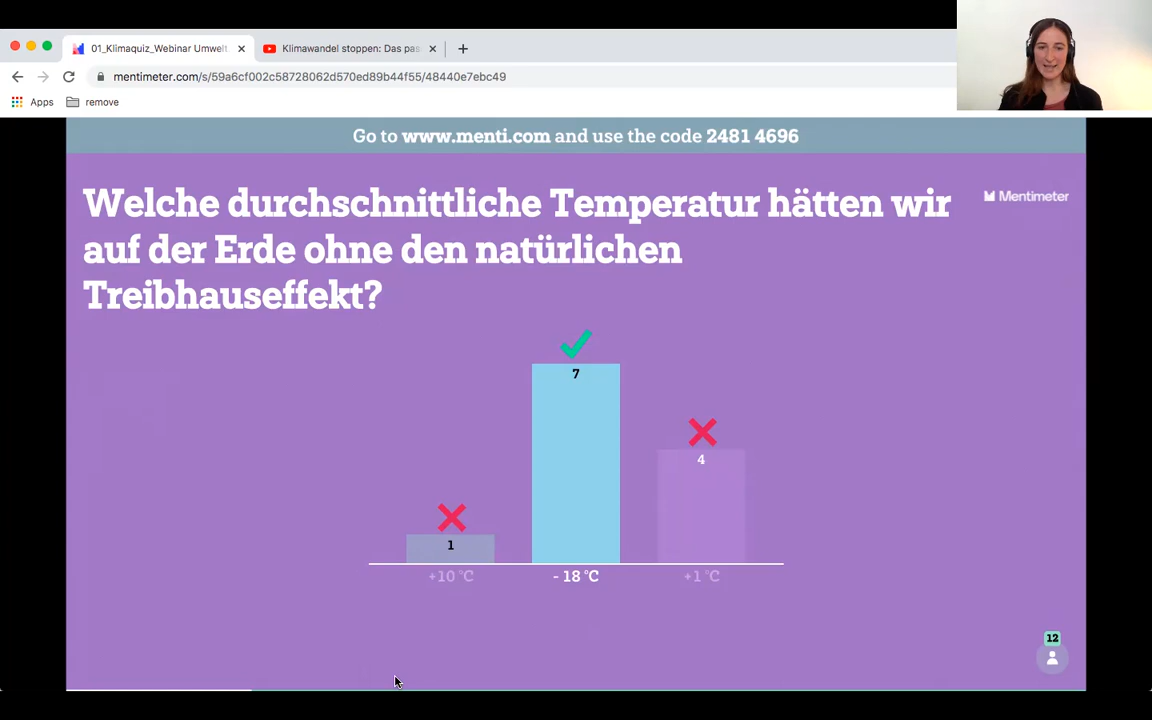 01_Klimaquiz_Webinar Umwelt
Klimawandel stoppen: Das pas
mentimeter.com/s/59a6cf002c58728062d570ed89b44f55/48440e7ebc49
Apps
remove
Go to www.menti.com and use the code 2481 4696
Welche durchschnittliche Temperatur hätten wir
auf der Erde ohne den natürlichen
Treibhauseffekt?
Mentimeter
7
4
1
+10 °C
- 18 °C
+1 °C
12